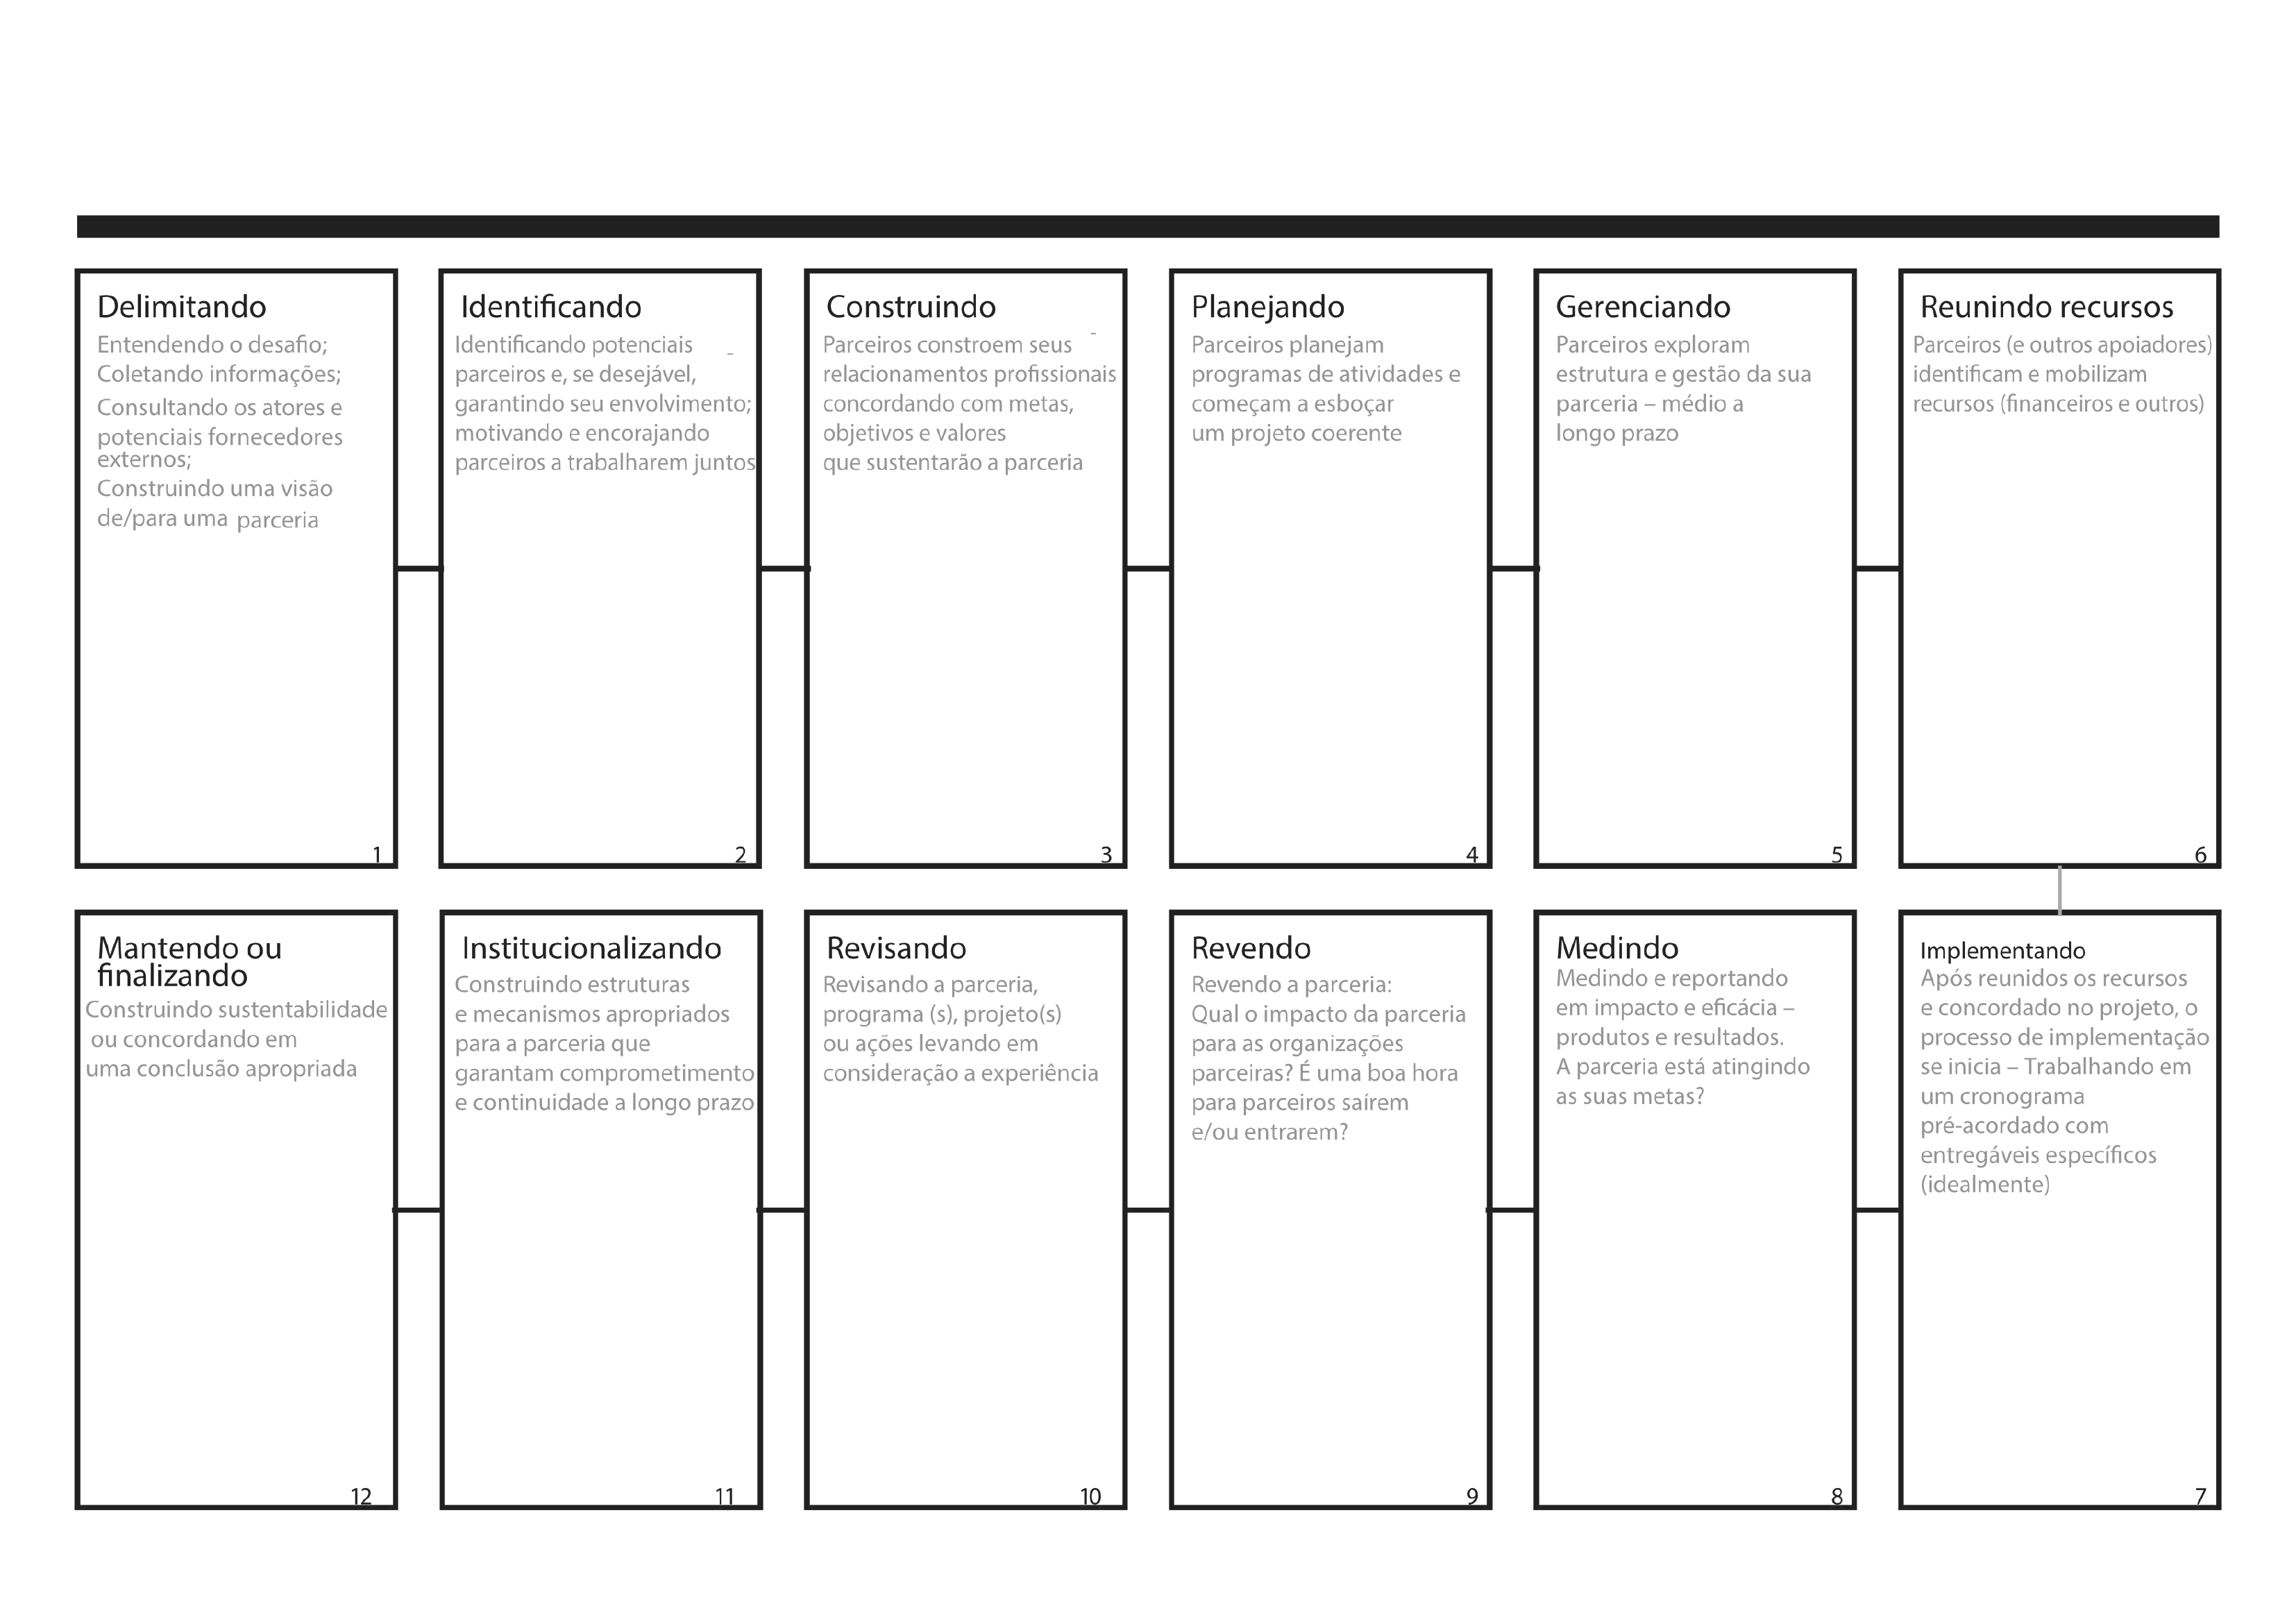 Delimitando
Entendendo o desafio;
Coletando informações;
Consultando os atores e
potenciais fornecedores
externos;
Construindo uma visão
de/para uma parceria
1
Identificando
Identificando potenciais
parceiros e, se desejável,
garantindo seu envolvimento;
motivando e encorajando
parceiros a trabalharem juntos
2
Construindo
Parceiros constroem seus
relacionamentos profissionais
concordando com metas,
objetivos e valores
que sustentarão a parceria
3
Planejando
Parceiros planejam
programas de atividades e
começam a esboçar
um projeto coerente
4
Gerenciando
Parceiros exploram
estrutura e gestão da sua
parceria – médio a
longo prazo
5
Reunindo recursos
Parceiros (e outros apoiadores)
identificam e mobilizam
recursos (financeiros e outros)
6
Mantendo ou
finalizando
Construindo sustentabilidade
ou concordando em
uma conclusão apropriada
12
Institucionalizando
Construindo estruturas
e mecanismos apropriados
para a parceria que
garantam comprometimento
e continuidade a longo prazo
11
Revisando
Revisando a parceria,
programa (s), projeto(s)
ou ações levando em
consideração a experiência
10
Revendo
Revendo a parceria:
Qual o impacto da parceria
para as organizações
parceiras? É uma boa hora
para parceiros saírem
e/ou entrarem?
9
Medindo
Medindo e reportando
em impacto e eficácia –
produtos e resultados.
A parceria está atingindo
as suas metas?
8
Implementando
Após reunidos os recursos
e concordado no projeto, o
processo de implementação
se inicia – Trabalhando em
um cronograma
pré-acordado com
entregáveis específicos
(idealmente)
7